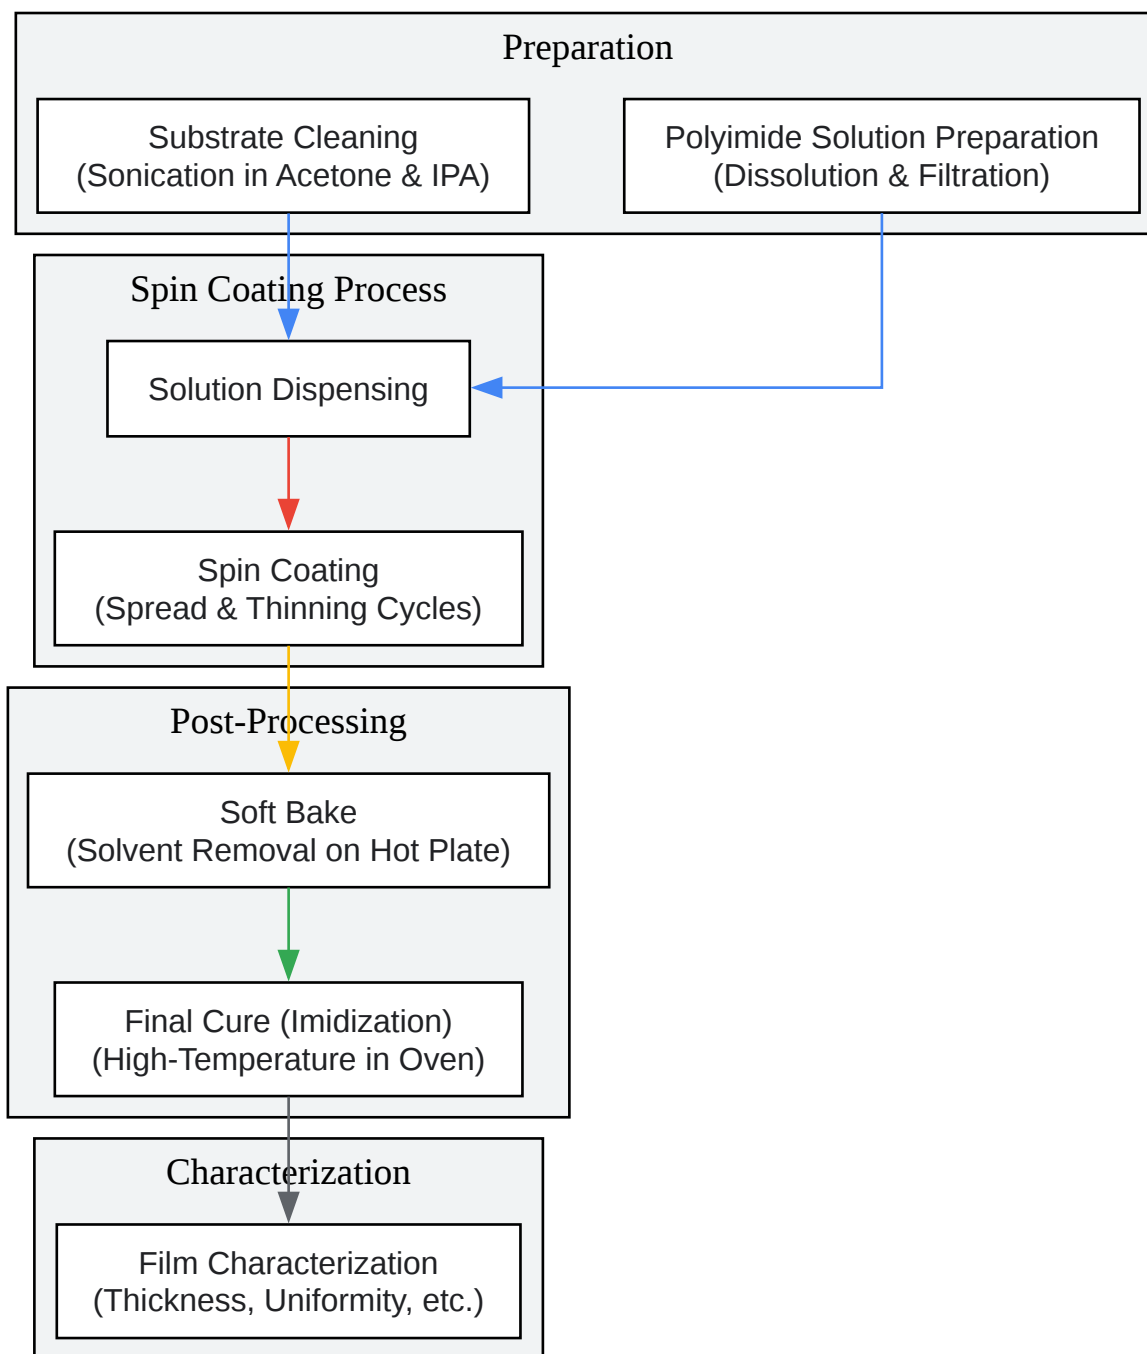 Preparation
Substrate Cleaning
(Sonication in Acetone & IPA)
Polyimide Solution Preparation
(Dissolution & Filtration)
Spin Coating Process
Solution Dispensing
Spin Coating
(Spread & Thinning Cycles)
Post-Processing
Soft Bake
(Solvent Removal on Hot Plate)
Final Cure (Imidization)
(High-Temperature in Oven)
Characterization
Film Characterization
(Thickness, Uniformity, etc.)